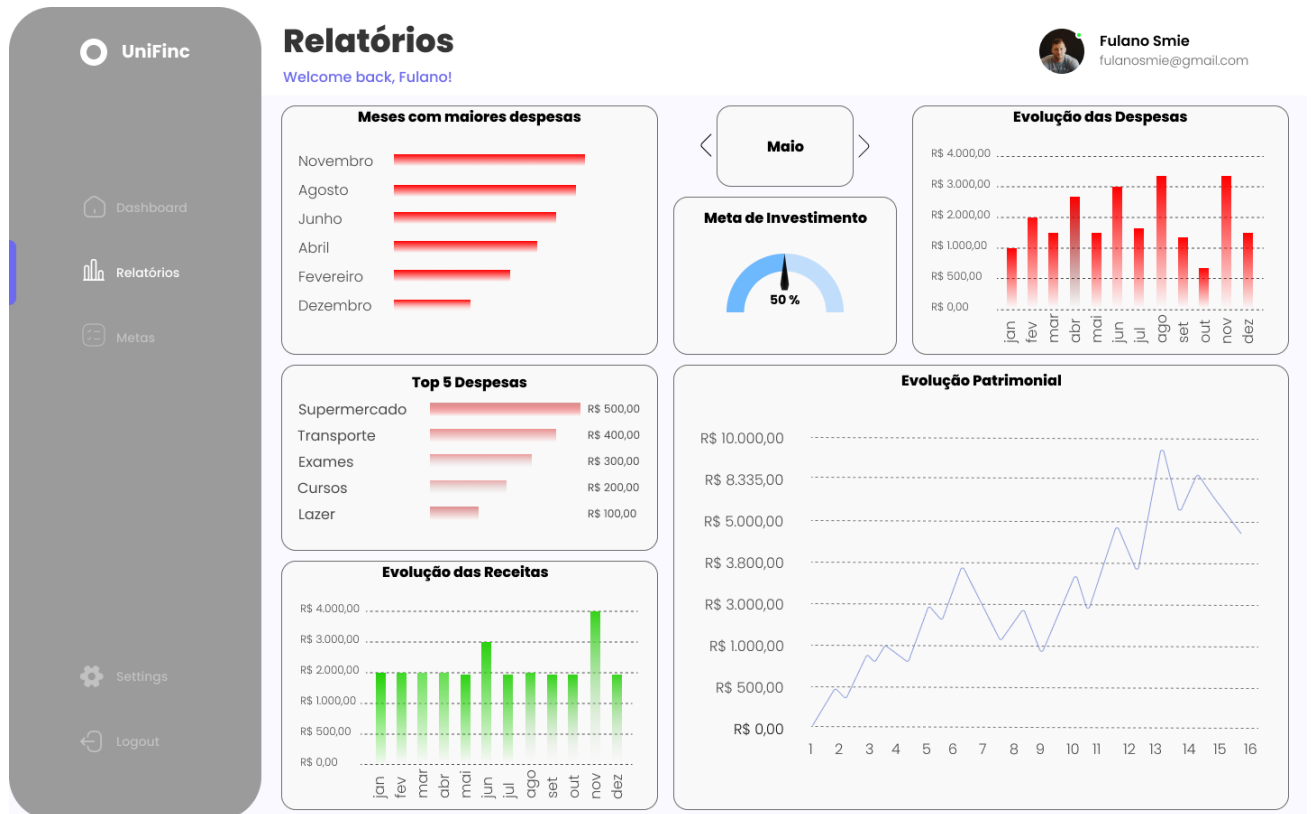 UniFinc
Dashboard
Relatórios
Metas
Settings
Logout
Relatórios
Welcome back, Fulano!
Fulano Smie
fulanosmie@gmail.com
Meses com maiores despesas
Novembro
Agosto
Junho
Abril
Fevereiro
Dezembro
Maio
Meta de Investimento
50 %
Evolução das Despesas
R$ 4.000,00
R$ 3.000,00
R$ 2.000,00
R$ 1.000,00
R$ 500,00
R$ 0,00
jan fev mar abr mai jun jul ago set out nov dez
Top 5 Despesas
Supermercado R$ 500,00
Transporte R$ 400,00
Exames R$ 300,00
Cursos R$ 200,00
Lazer R$ 100,00
Evolução das Receitas
R$ 4.000,00
R$ 3.000,00
R$ 2.000,00
R$ 1.000,00
R$ 500,00
R$ 0,00
jan fev mar abr mai jun jul ago set out nov dez
Evolução Patrimonial
R$ 10.000,00
R$ 8.335,00
R$ 5.000,00
R$ 3.800,00
R$ 3.000,00
R$ 1.000,00
R$ 500,00
R$ 0,00
1 2 3 4 5 6 7 8 9 10 11 12 13 14 15 16